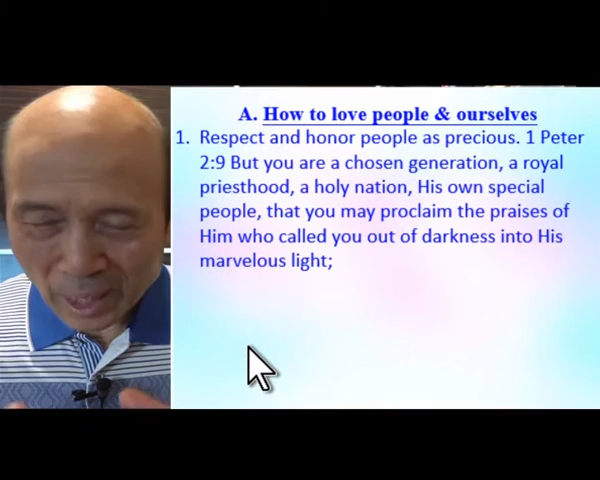 A. How to love people & ourselves
1. Respect and honor people as precious. 1 Peter
2:9 But you are a chosen generation, a royal
priesthood, a holy nation, His own special
people, that you may proclaim the praises of
Him who called you out of darkness into His
marvelous light;